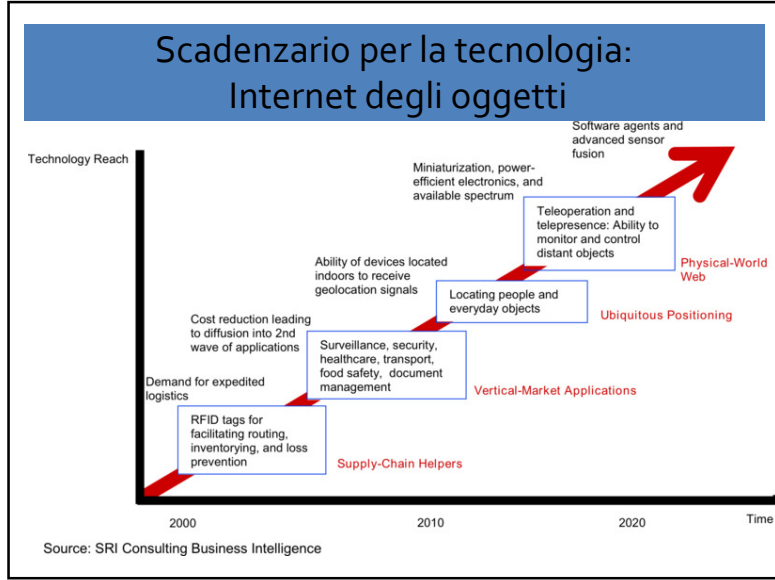 Scadenzario per la tecnologia:
Internet degli oggetti
Technology Reach
Software agents and
advanced sensor
fusion
Miniaturization, power-
efficient electronics, and
available spectrum
Teleoperation and
telepresence: Ability to
monitor and control
distant objects
Physical-World
Web
Ability of devices located
indoors to receive
geolocation signals
Locating people and
everyday objects
Ubiquitous Positioning
Cost reduction leading
to diffusion into 2nd
wave of applications
Surveillance, security,
healthcare, transport,
food safety, document
management
Vertical-Market Applications
Demand for expedited
logistics
RFID tags for
facilitating routing,
inventorying, and loss
prevention
Supply-Chain Helpers
2000 2010 2020 Time
Source: SRI Consulting Business Intelligence